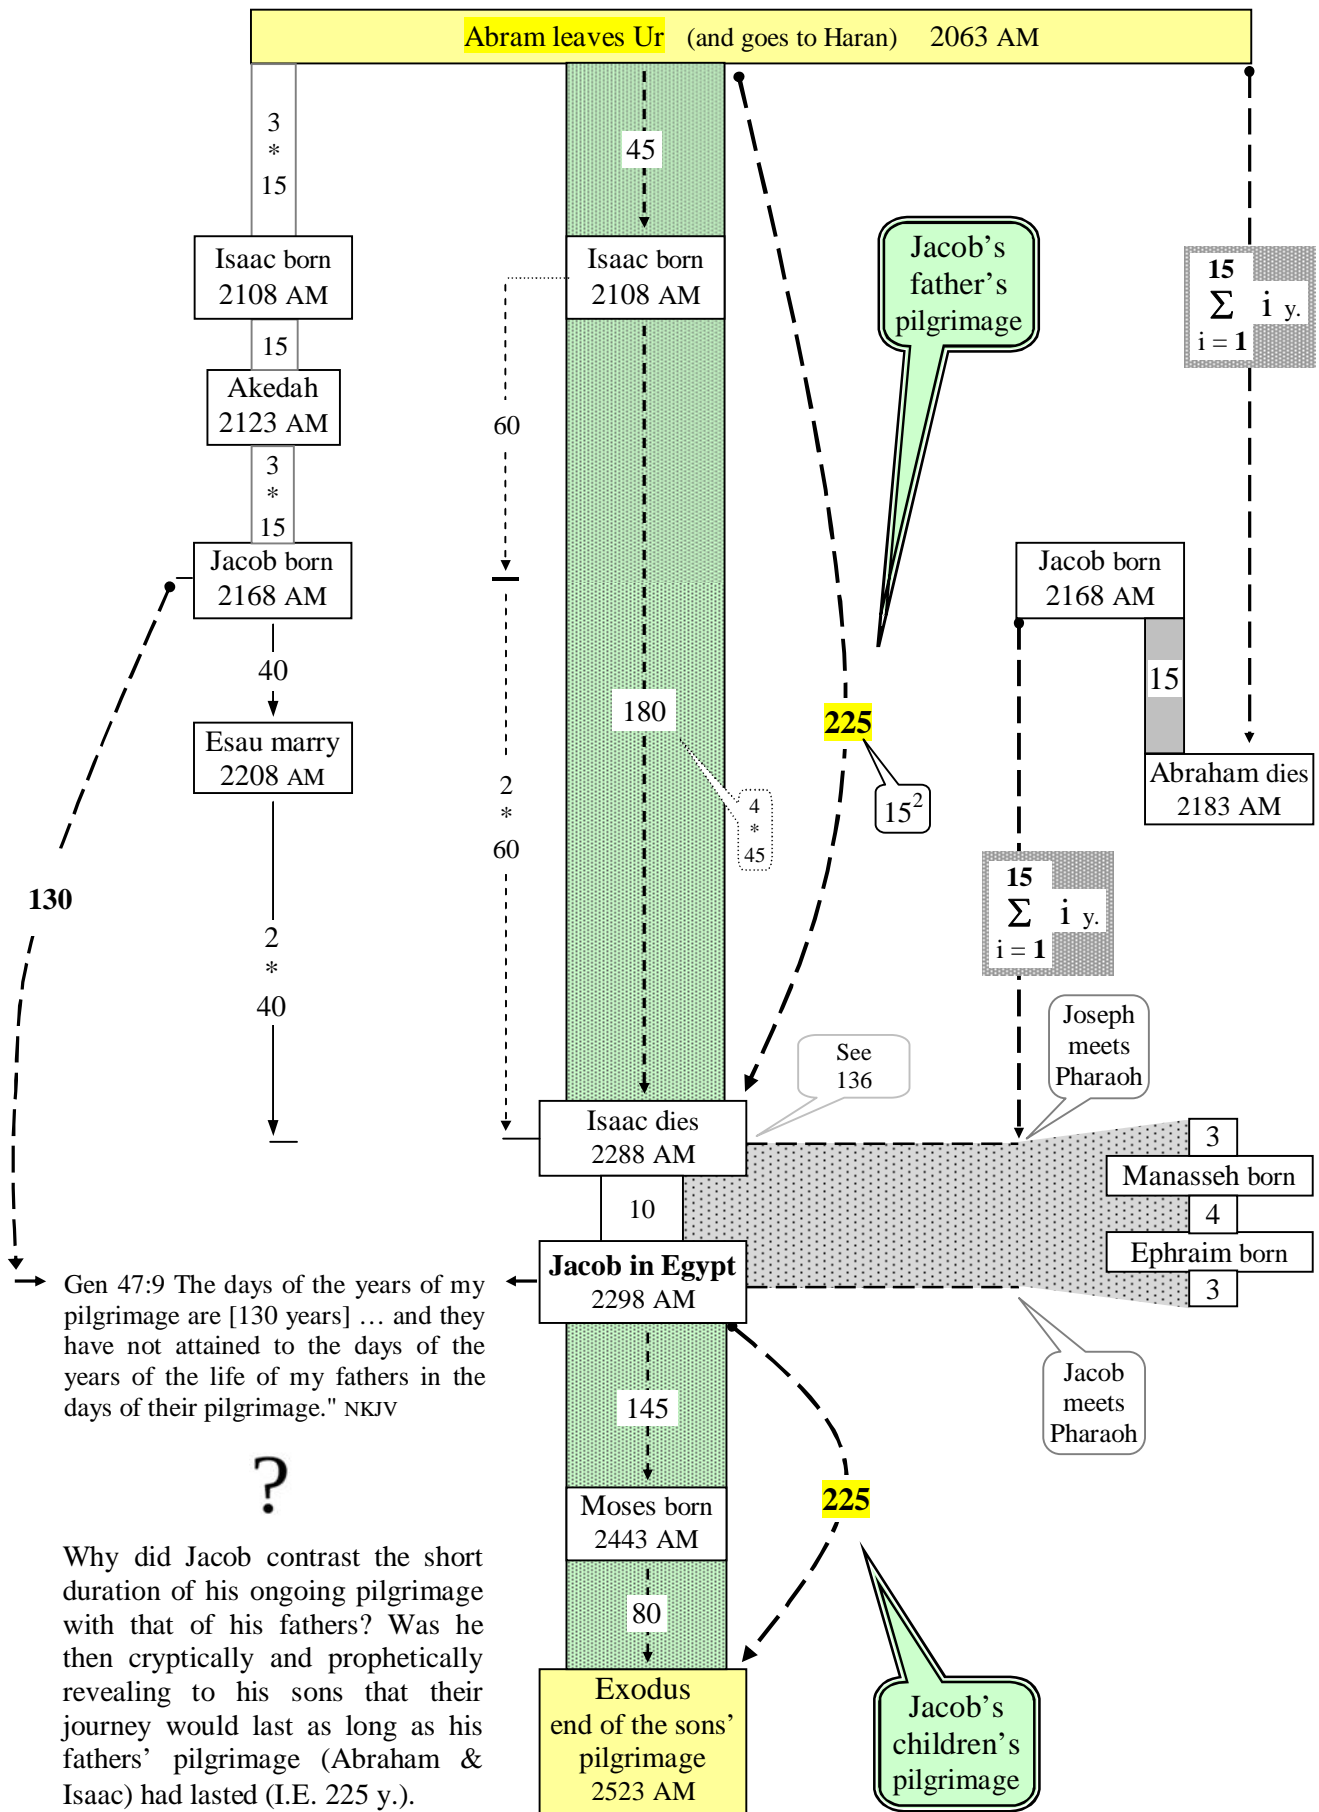 Abram leaves Ur (and goes to Haran) 2063 AM
3
*
15
Isaac born
2108 AM
15
Akedah
2123 AM
3
*
15
Jacob born
2168 AM
40
Esau marry
2208 AM
2
*
40
130
60
2
*
60
45
Isaac born
2108 AM
180
4
*
45
225
15²
Jacob’s
father’s
pilgrimage
15
Σ i y.
i = 1
Jacob born
2168 AM
15
Abraham dies
2183 AM
15
Σ i y.
i = 1
See
136
Joseph
meets
Pharaoh
Isaac dies
2288 AM
10
Jacob in Egypt
2298 AM
3
Manasseh born
4
Ephraim born
3
Jacob
meets
Pharaoh
Gen 47:9 The days of the years of my
pilgrimage are [130 years] … and they
have not attained to the days of the
years of the life of my fathers in the
days of their pilgrimage." NKJV
?
Why did Jacob contrast the short
duration of his ongoing pilgrimage
with that of his fathers? Was he
then cryptically and prophetically
revealing to his sons that their
journey would last as long as his
fathers’ pilgrimage (Abraham &
Isaac) had lasted (I.E. 225 y.).
145
Moses born
2443 AM
80
225
Exodus
end of the sons’
pilgrimage
2523 AM
Jacob’s
children’s
pilgrimage